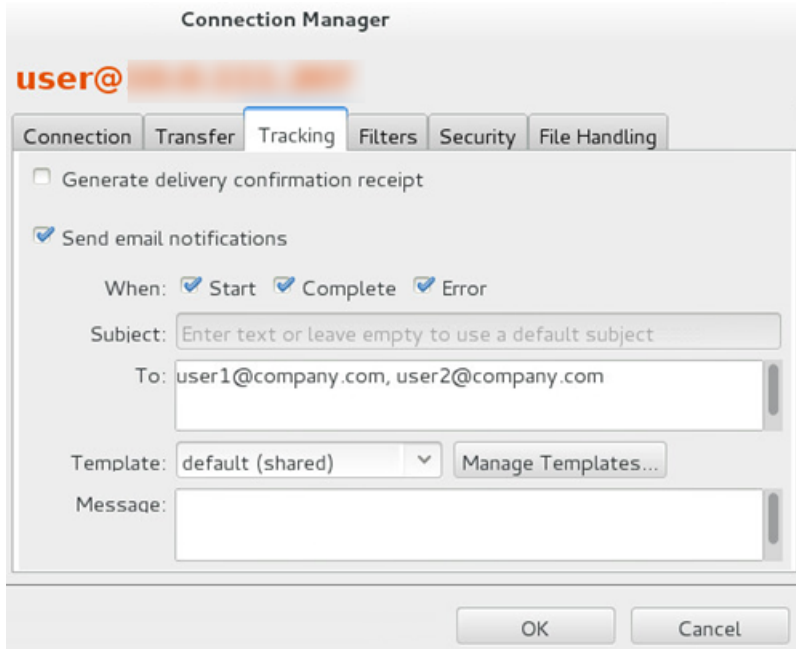 Connection Manager
user@
Connection Transfer Tracking Filters Security File Handling
Generate delivery confirmation receipt
Send email notifications
When: Start Complete Error
Subject: Enter text or leave empty to use a default subject
To: user1@company.com, user2@company.com
Template: default (shared) Manage Templates...
Message:
OK Cancel